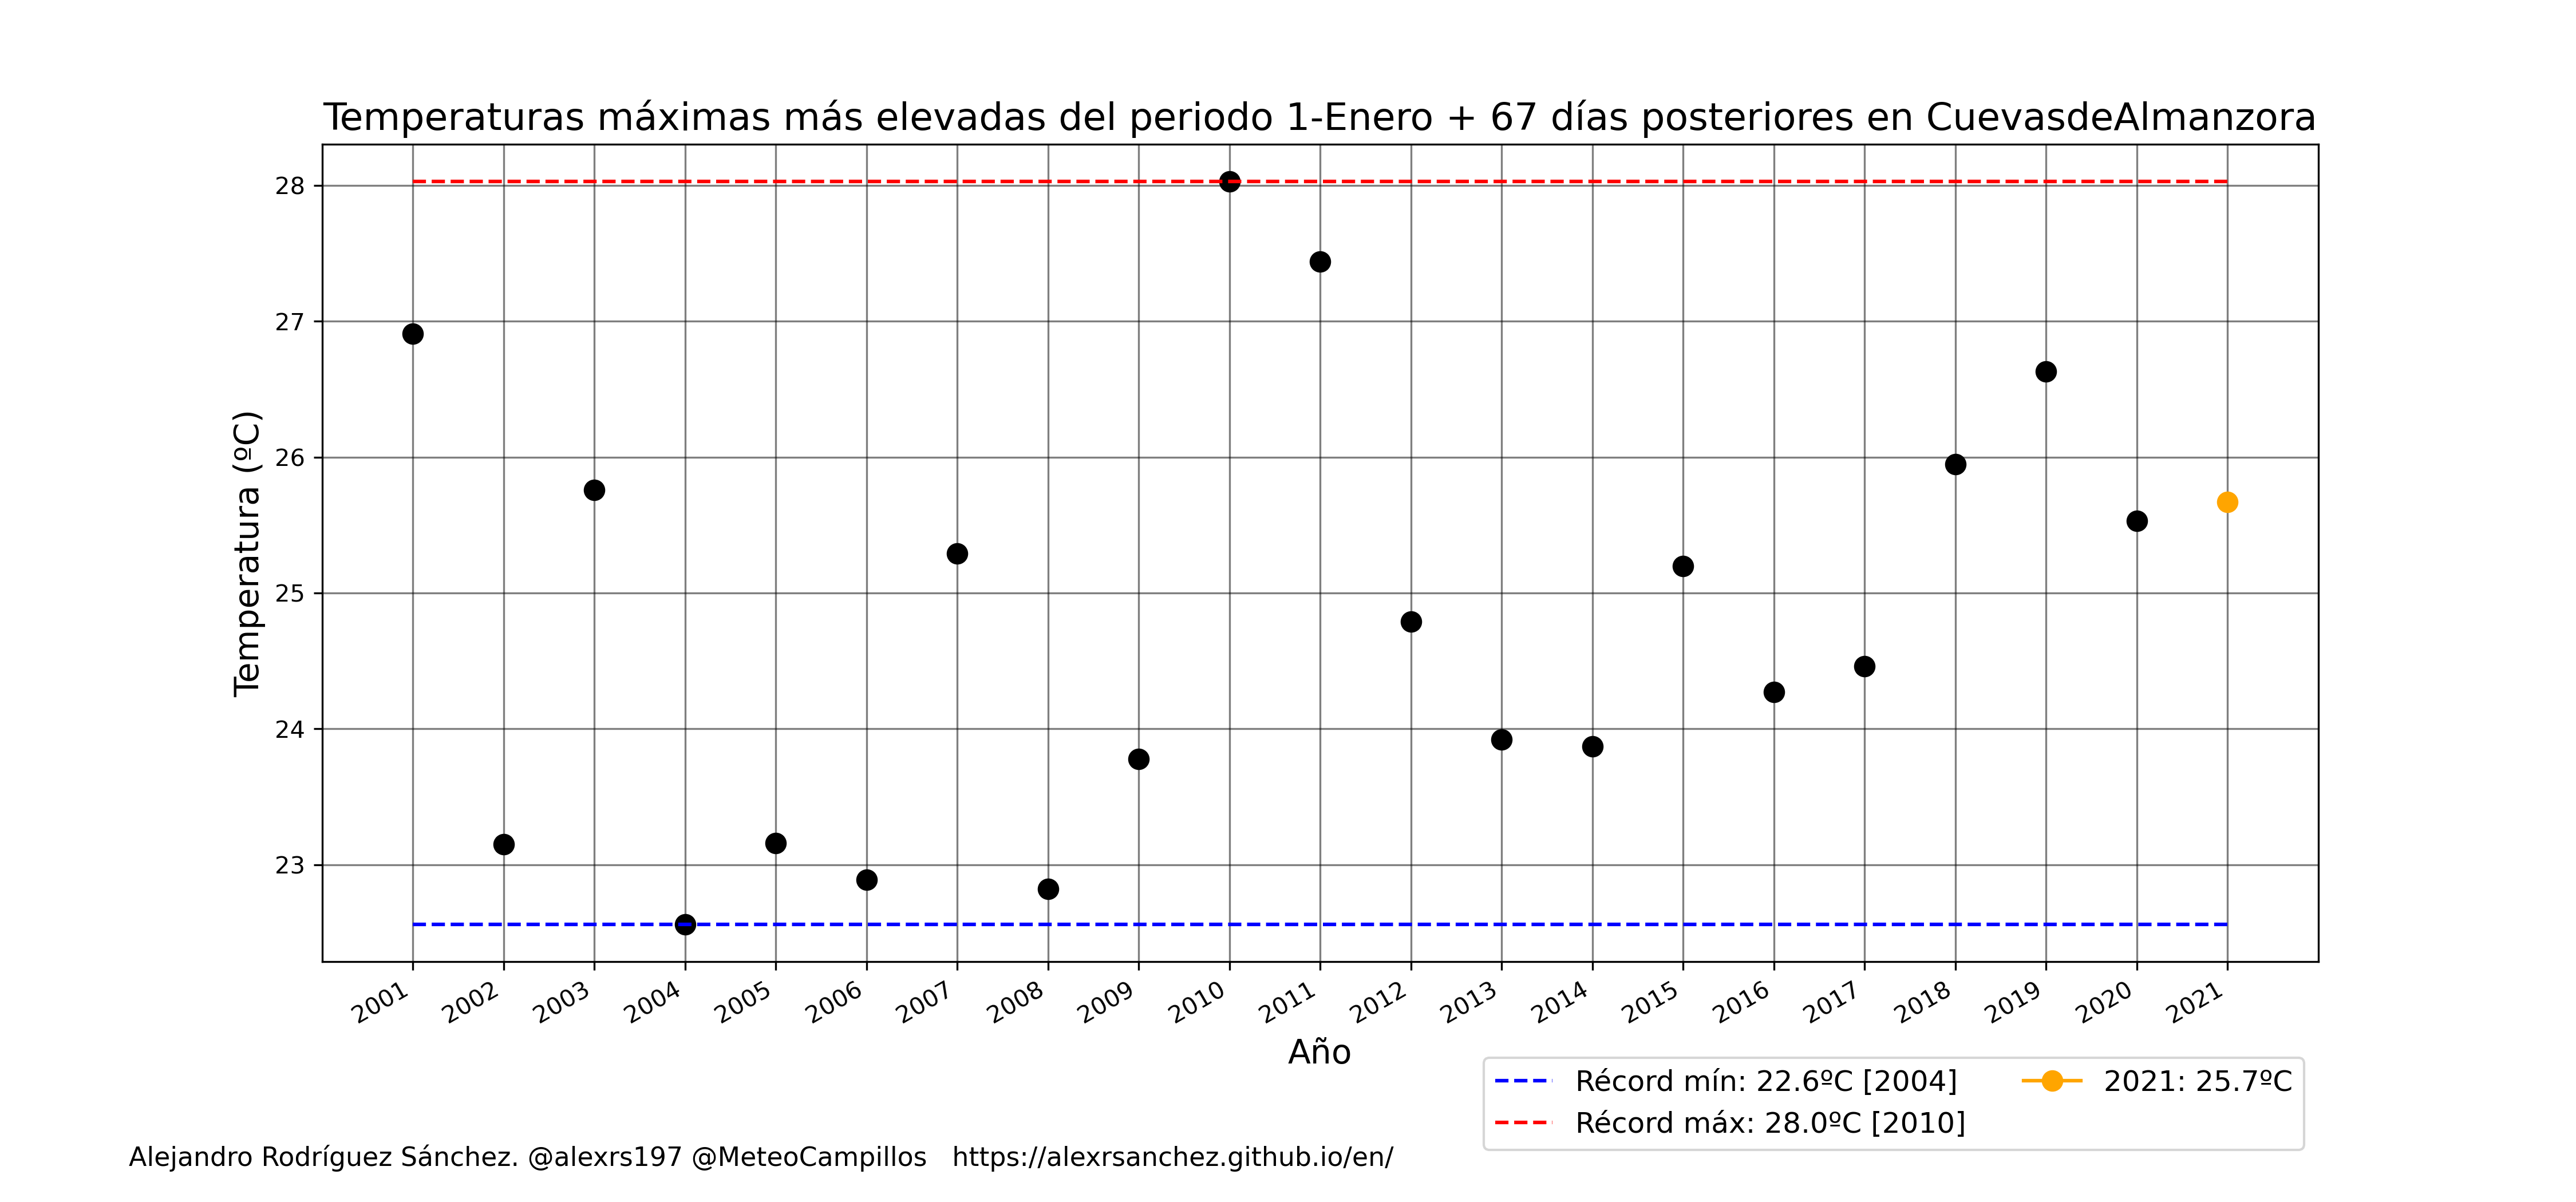 Temperaturas máximas más elevadas del periodo 1-Enero + 67 días posteriores en CuevasdeAlmanzora
Temperatura (ºC)
28
27
26
25
24
23
2001 2002 2003 2004 2005 2006 2007 2008 2009 2010 2011 2012 2013 2014 2015 2016 2017 2018 2019 2020 2021
Año
Récord mín: 22.6ºC [2004]
Récord máx: 28.0ºC [2010]
2021: 25.7ºC
Alejandro Rodríguez Sánchez. @alexrs197 @MeteoCampillos https://alexrsanchez.github.io/en/